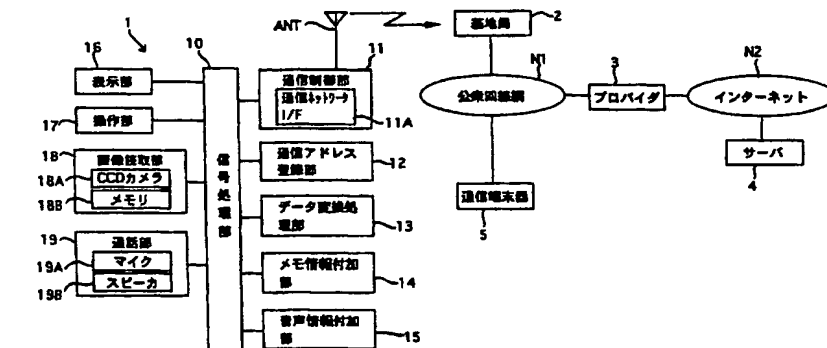 1
16
表示部
17
操作部
18
画像読取部
18A
CCDカメラ
18B
メモリ
19
通話部
19A
マイク
19B
スピーカ
10
信号処理部
ANT
11
通信制御部
通信ネットワーク
I/F
11A
通信アドレス
登録部
12
データ変換処
理部
13
メモ情報付加
部
14
音声情報付加
部
15
基地局
2
N1
公衆回線網
3
プロバイダ
N2
インターネット
サーバ
4
通信端末器
5